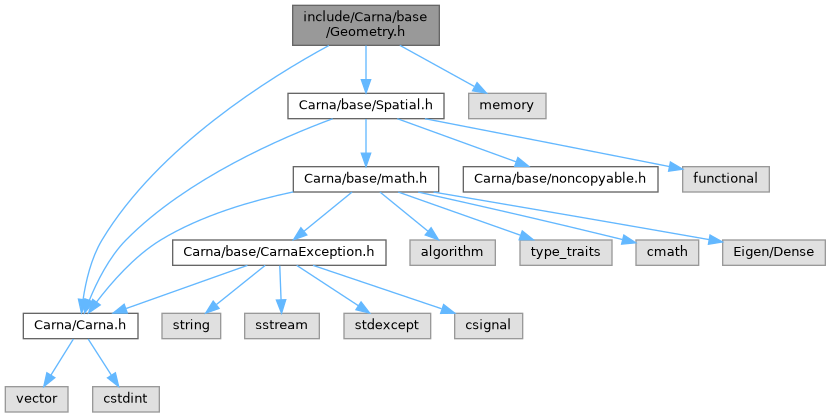 include/Carna/base
/Geometry.h
Carna/base/Spatial.h
memory
Carna/base/math.h
Carna/base/noncopyable.h
functional
Carna/base/CarnaException.h
algorithm
type_traits
cmath
Eigen/Dense
Carna/Carna.h
string
sstream
stdexcept
csignal
vector
cstdint